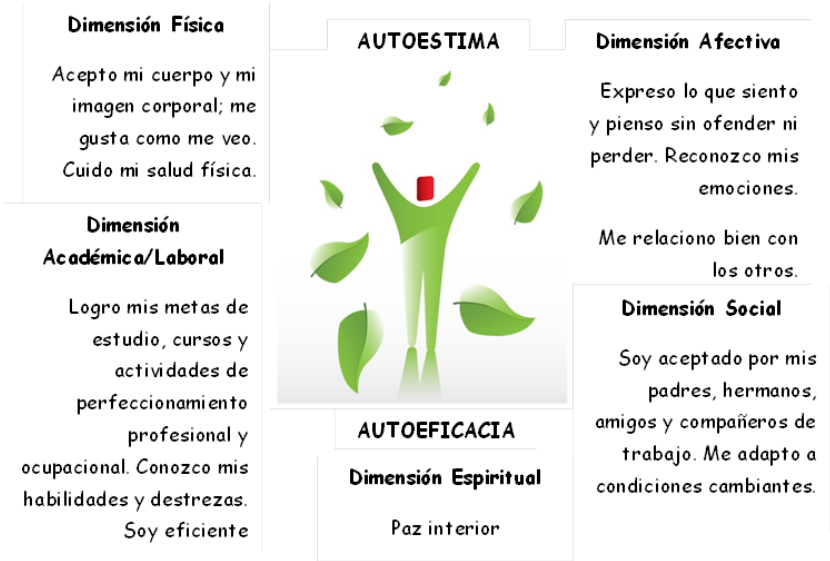 Dimensión Física
Acepto mi cuerpo y mi
imagen corporal; me
gusta como me veo.
Cuido mi salud física.
Dimensión
Académica/Laboral
Logro mis metas de
estudio, cursos y
actividades de
perfeccionamiento
profesional y
ocupacional. Conozco mis
habilidades y destrezas.
Soy eficiente
AUTOESTIMA
AUTOEFICACIA
Dimensión Espiritual
Paz interior
Dimensión Afectiva
Expreso lo que siento
y pienso sin ofender ni
perder. Reconozco mis
emociones.
Me relaciono bien con
los otros.
Dimensión Social
Soy aceptado por mis
padres, hermanos,
amigos y compañeros de
trabajo. Me adapto a
condiciones cambiantes.